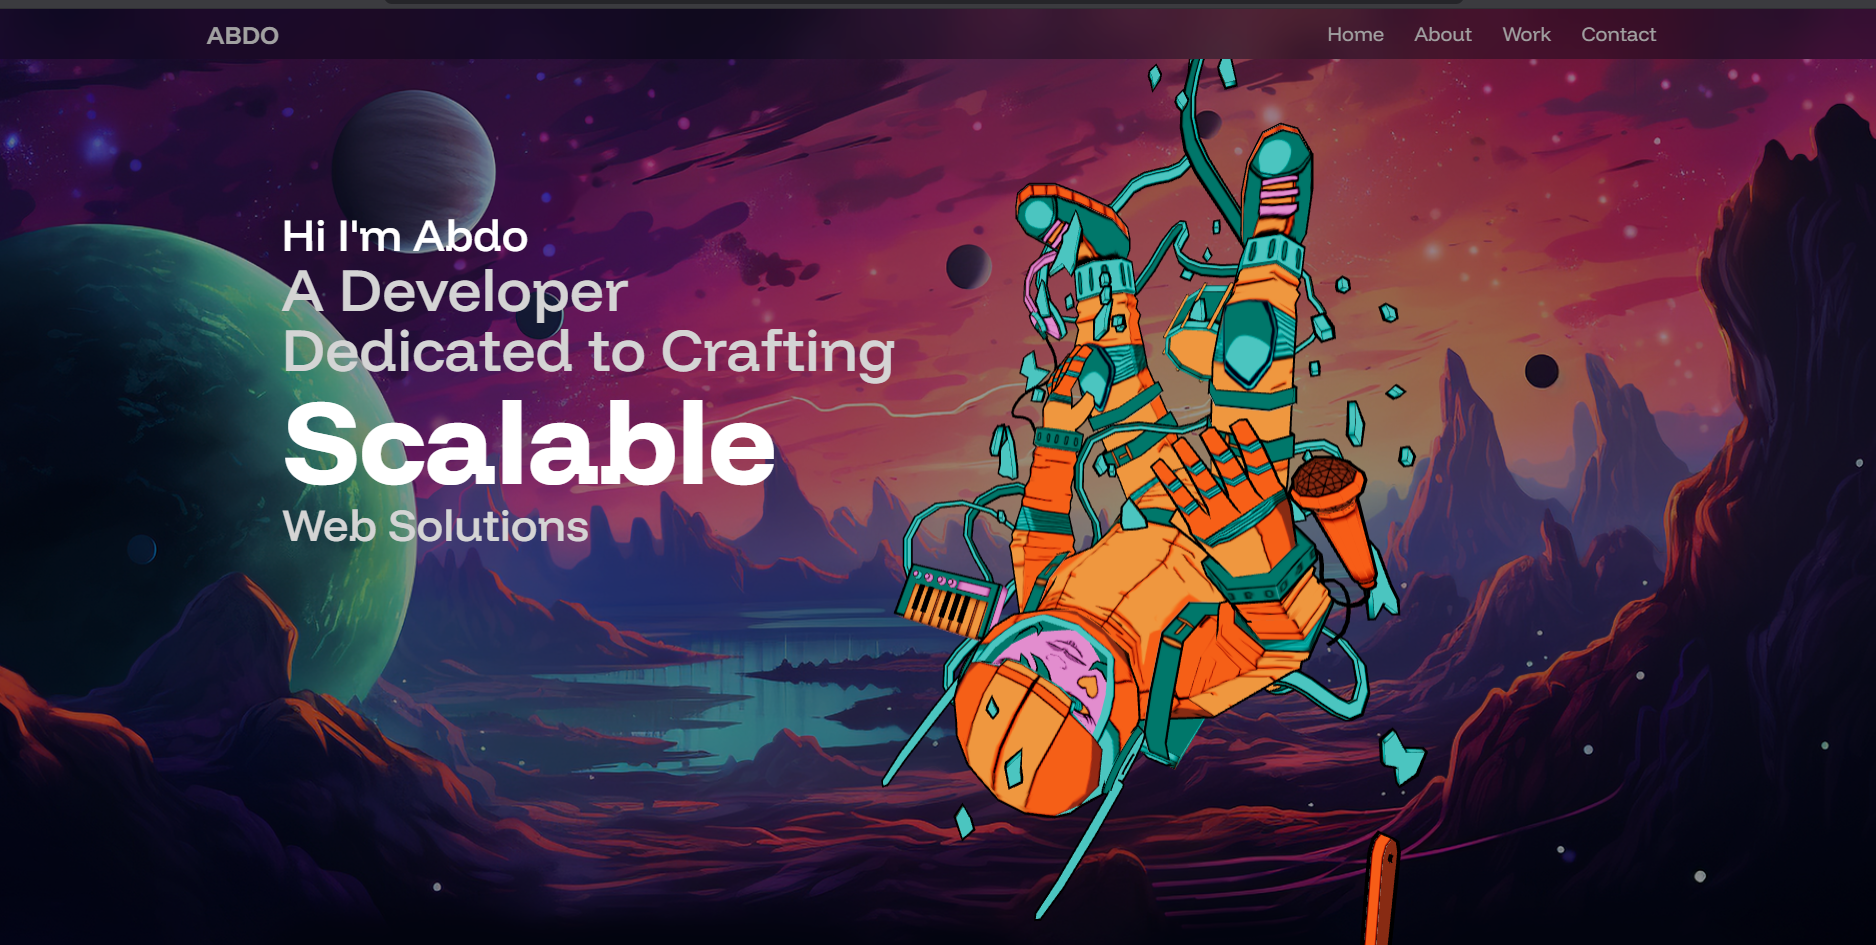 ABDO
Home About Work Contact
Hi I'm Abdo
A Developer
Dedicated to Crafting
Scalable
Web Solutions